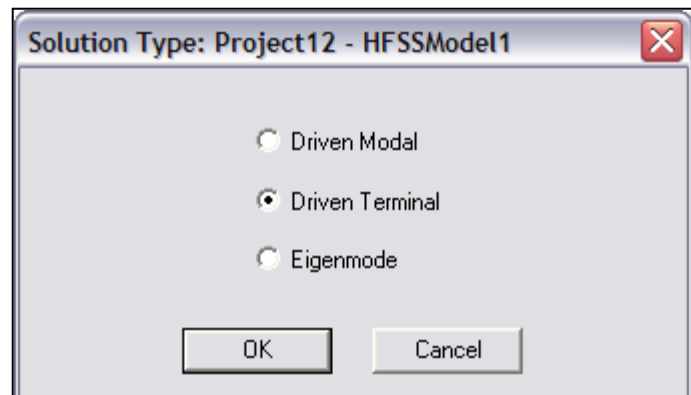 Solution Type: Project12 - HFSSModel1
Driven Modal
Driven Terminal
Eigenmode
OK Cancel